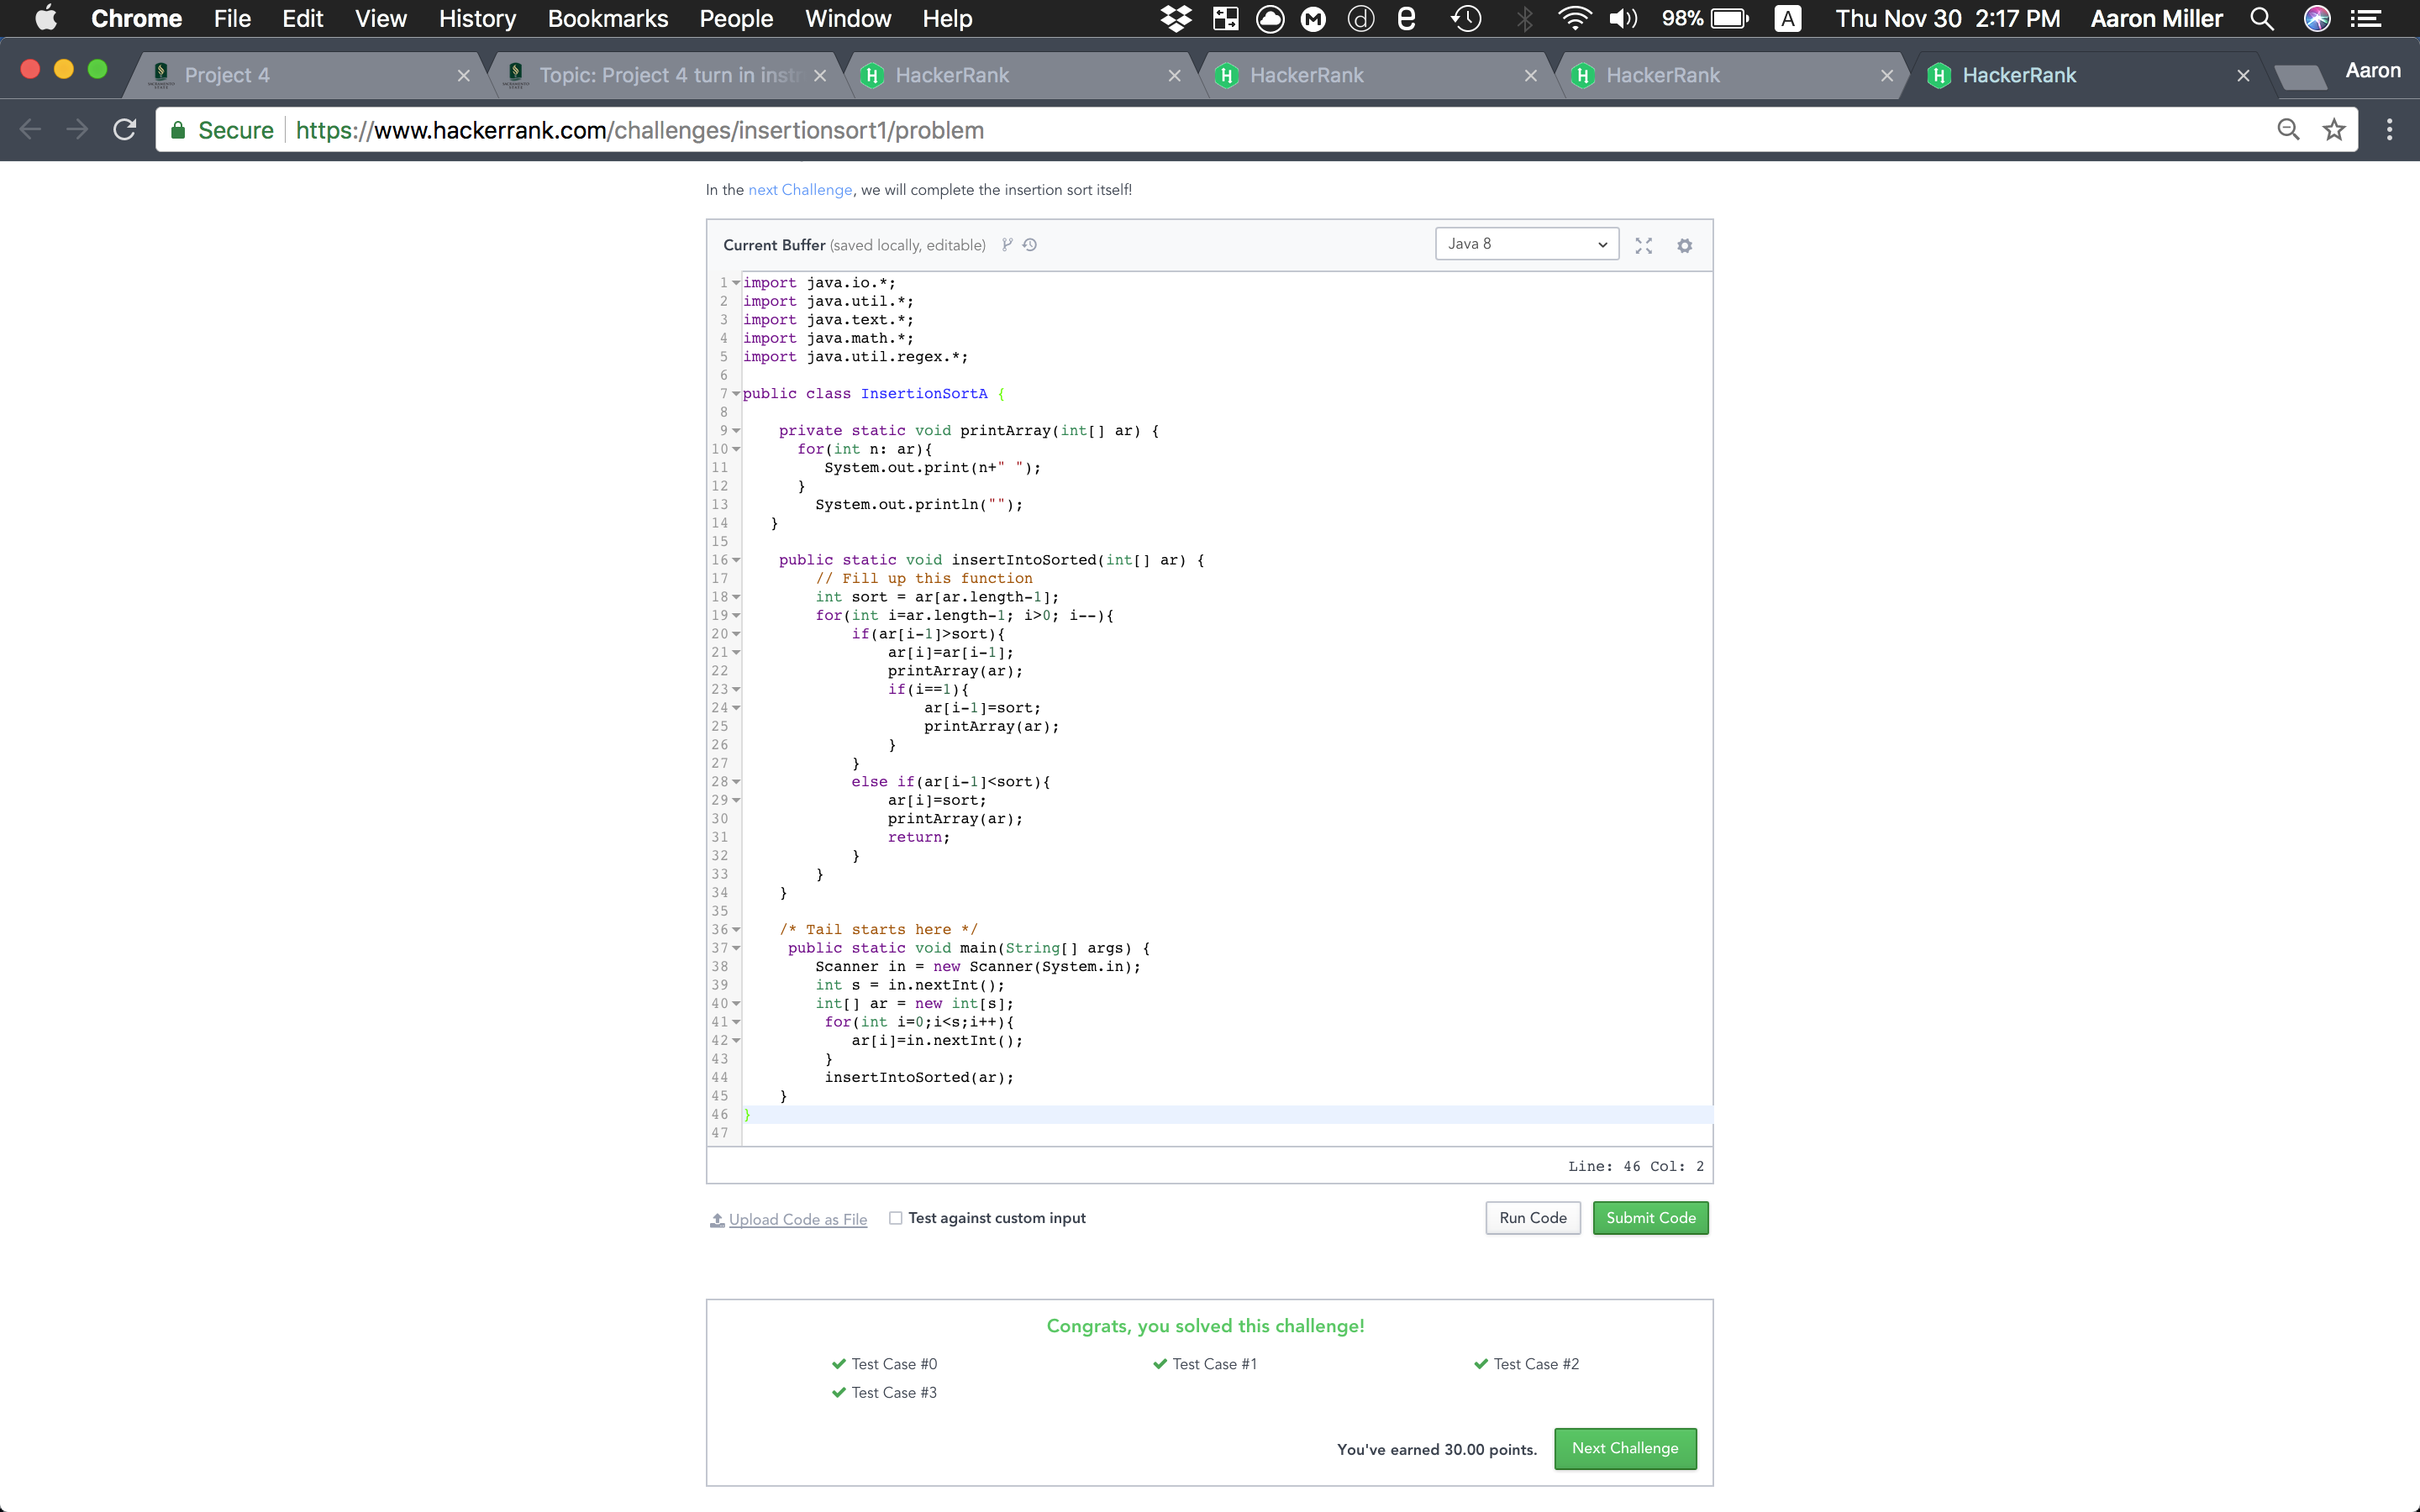 Chrome File Edit View History Bookmarks People Window Help 98% A Thu Nov 30 2:17 PM Aaron Miller
Project 4 Topic: Project 4 turn in instr HackerRank HackerRank HackerRank HackerRank Aaron
Secure https://www.hackerrank.com/challenges/insertionsort1/problem
In the next Challenge, we will complete the insertion sort itself!
Current Buffer (saved locally, editable) Java 8
1 import java.io.*;
2 import java.util.*;
3 import java.text.*;
4 import java.math.*;
5 import java.util.regex.*;
6
7 public class InsertionSortA {
8
9     private static void printArray(int[] ar) {
10       for(int n: ar){
11          System.out.print(n+" ");
12       }
13         System.out.println("");
14    }
15
16     public static void insertIntoSorted(int[] ar) {
17         // Fill up this function
18         int sort = ar[ar.length-1];
19         for(int i=ar.length-1; i>0; i--){
20             if(ar[i-1]>sort){
21                 ar[i]=ar[i-1];
22                 printArray(ar);
23                 if(i==1){
24                     ar[i-1]=sort;
25                     printArray(ar);
26                 }
27             }
28             else if(ar[i-1]<sort){
29                 ar[i]=sort;
30                 printArray(ar);
31                 return;
32             }
33         }
34     }
35
36     /* Tail starts here */
37      public static void main(String[] args) {
38         Scanner in = new Scanner(System.in);
39         int s = in.nextInt();
40         int[] ar = new int[s];
41          for(int i=0;i<s;i++){
42             ar[i]=in.nextInt();
43          }
44          insertIntoSorted(ar);
45     }
46 }
47
Line: 46 Col: 2
Upload Code as File Test against custom input Run Code Submit Code
Congrats, you solved this challenge!
Test Case #0 Test Case #1 Test Case #2
Test Case #3
You've earned 30.00 points. Next Challenge